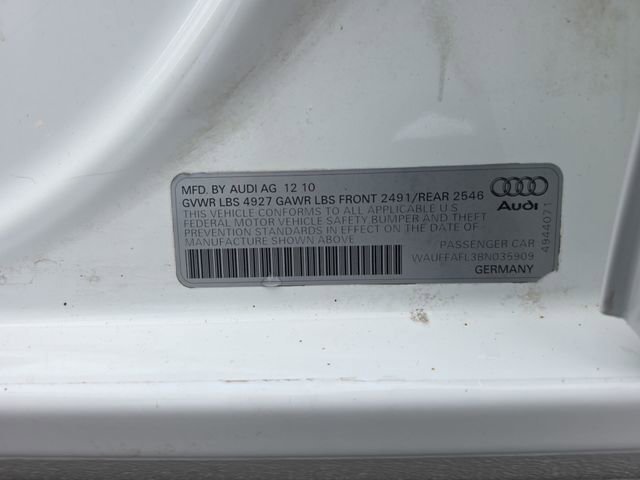 MFD. BY AUDI AG 12 10
GVWR LBS 4927 GAWR LBS FRONT 2491/REAR 2546
THIS VEHICLE CONFORMS TO ALL APPLICABLE U.S.
FEDERAL MOTOR VEHICLE SAFETY BUMPER AND THEFT
PREVENTION STANDARDS IN EFFECT ON THE DATE OF
MANUFACTURE SHOWN ABOVE
Audi
4944071
PASSENGER CAR
WAUFFAFL3BN035909
GERMANY